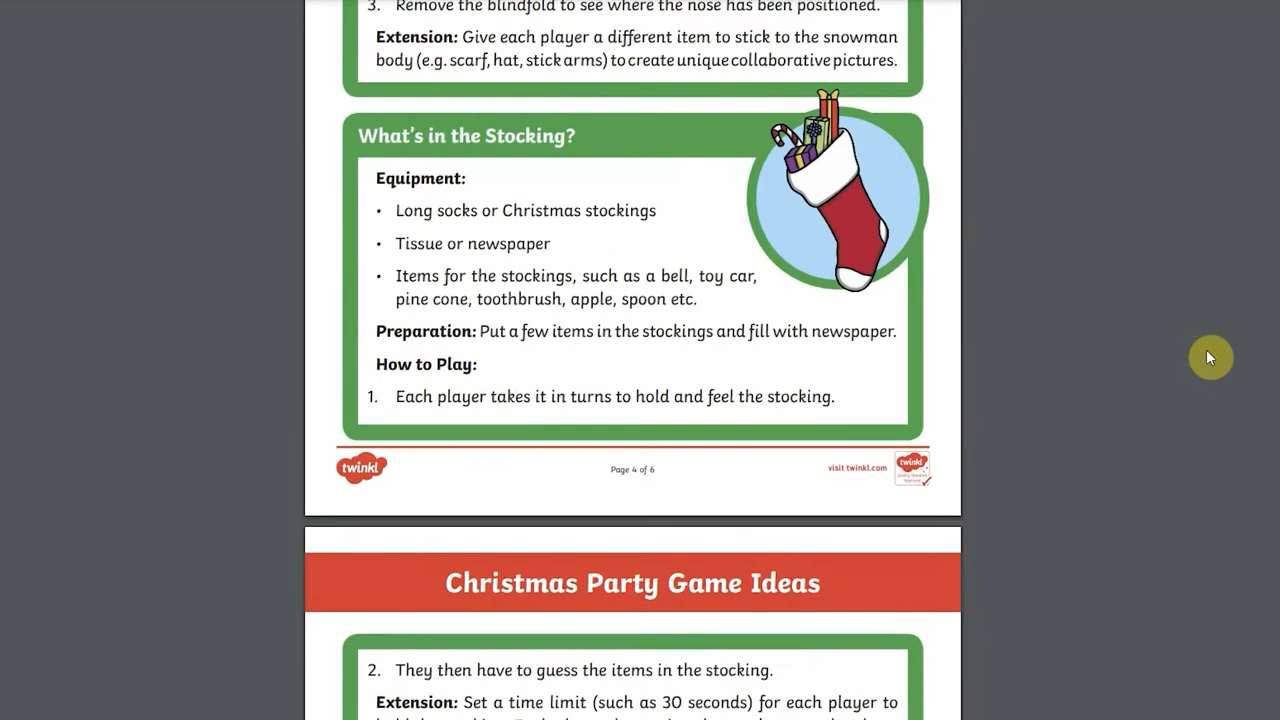 3. Remove the blindfold to see where the nose has been positioned.
Extension: Give each player a different item to stick to the snowman
body (e.g. scarf, hat, stick arms) to create unique collaborative pictures.
What's in the Stocking?
Equipment:
• Long socks or Christmas stockings
• Tissue or newspaper
• Items for the stockings, such as a bell, toy car,
pine cone, toothbrush, apple, spoon etc.
Preparation: Put a few items in the stockings and fill with newspaper.
How to Play:
1. Each player takes it in turns to hold and feel the stocking.
twinkl
Page 4 of 6
visit twinkl.com
twinkl
Christmas Party Game Ideas
2. They then have to guess the items in the stocking.
Extension: Set a time limit (such as 30 seconds) for each player to